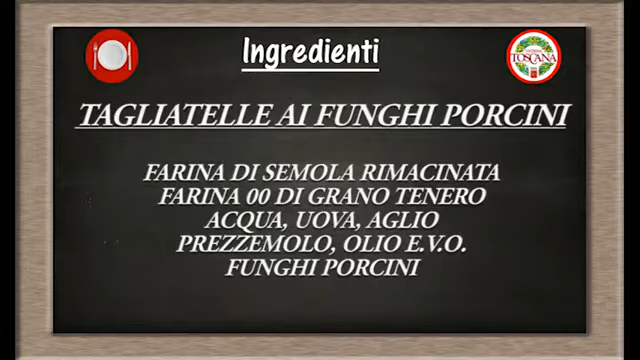 Ingredienti
TOSCANA
TAGLIATELLE AI FUNGHI PORCINI
FARINA DI SEMOLA RIMACINATA
FARINA 00 DI GRANO TENERO
ACQUA, UOVA, AGLIO
PREZZEMOLO, OLIO E.V.O.
FUNGHI PORCINI